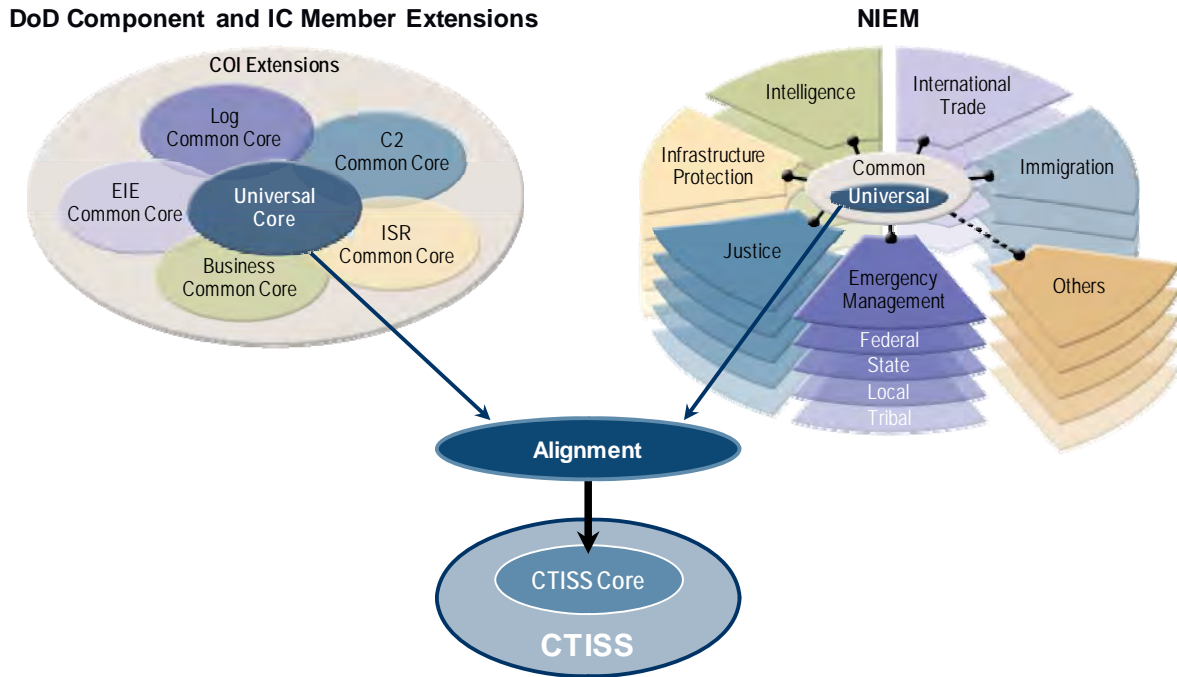 DoD Component and IC Member Extensions
COI Extensions
Log
Common Core
C2
Common Core
EIE
Common Core
Universal
Core
ISR
Common Core
Business
Common Core
NIEM
Intelligence
International
Trade
Infrastructure
Protection
Common
Universal
Immigration
Justice
Emergency
Management
Others
Federal
State
Local
Tribal
Alignment
CTISS Core
CTISS